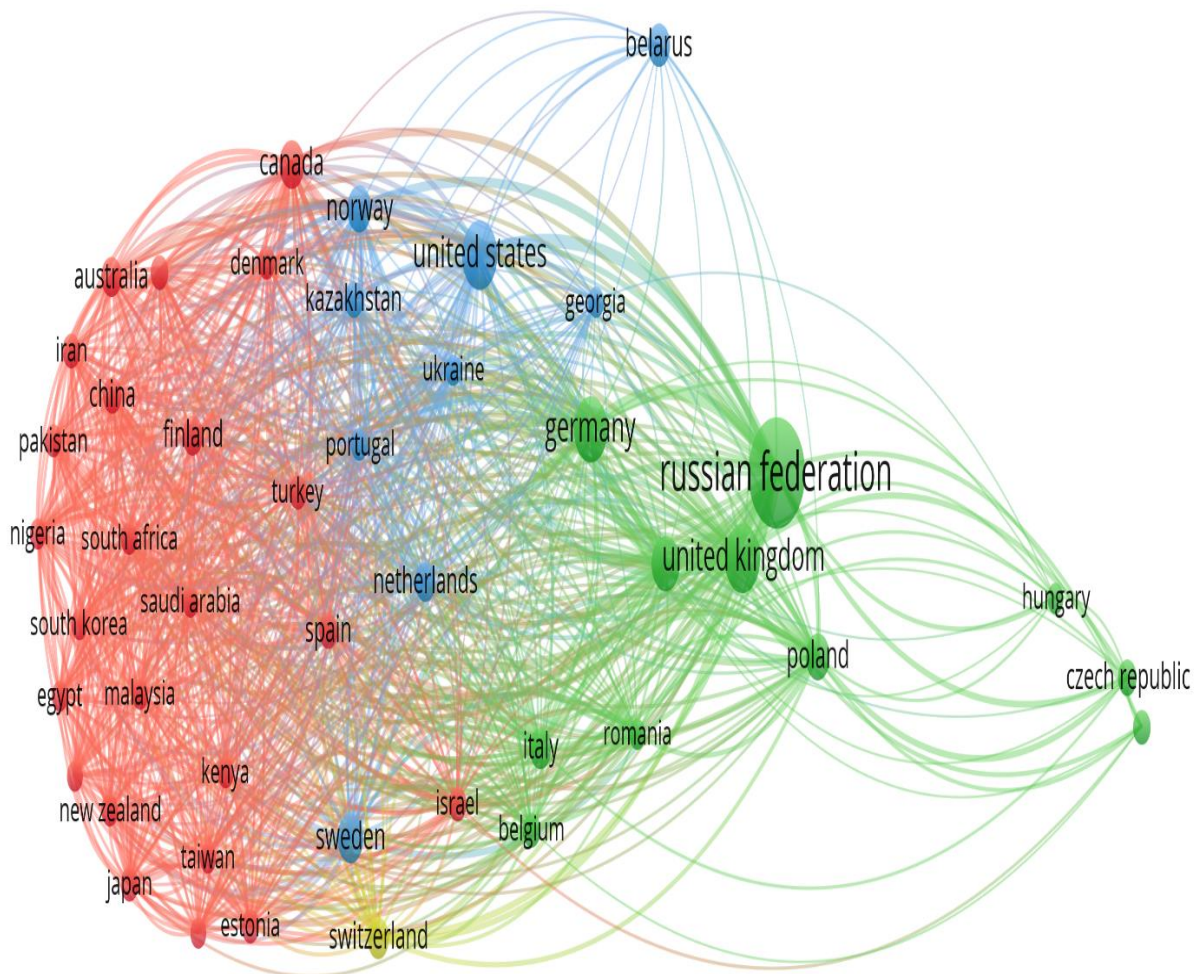 belarus
canada
norway
united states
denmark
australia
kazakhstan
georgia
iran
ukraine
china
germany
pakistan
finland
portugal
russian federation
turkey
nigeria
south africa
united kingdom
netherlands
saudi arabia
hungary
south korea
spain
poland
czech republic
egypt
malaysia
romania
italy
kenya
israel
new zealand
belgium
sweden
taiwan
japan
estonia
switzerland